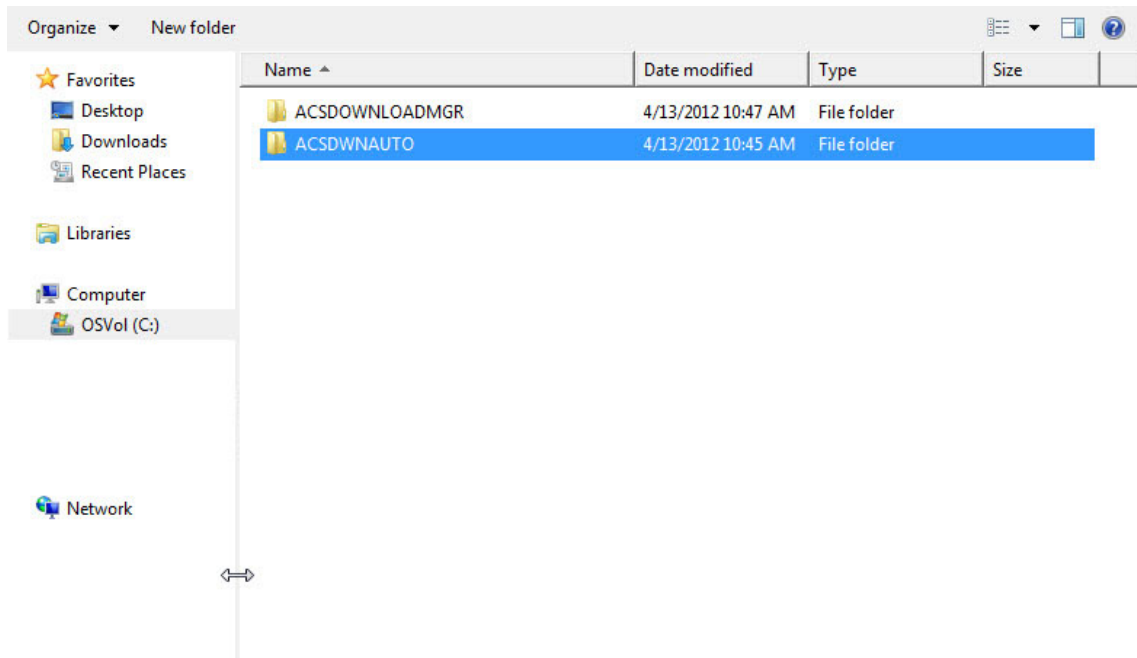 Organize New folder
Favorites
Desktop
Downloads
Recent Places
Libraries
Computer
OSVol (C:)
Network
Name Date modified Type Size
ACSDOWNLOADMGR 4/13/2012 10:47 AM File folder
ACSDWNAUTO 4/13/2012 10:45 AM File folder